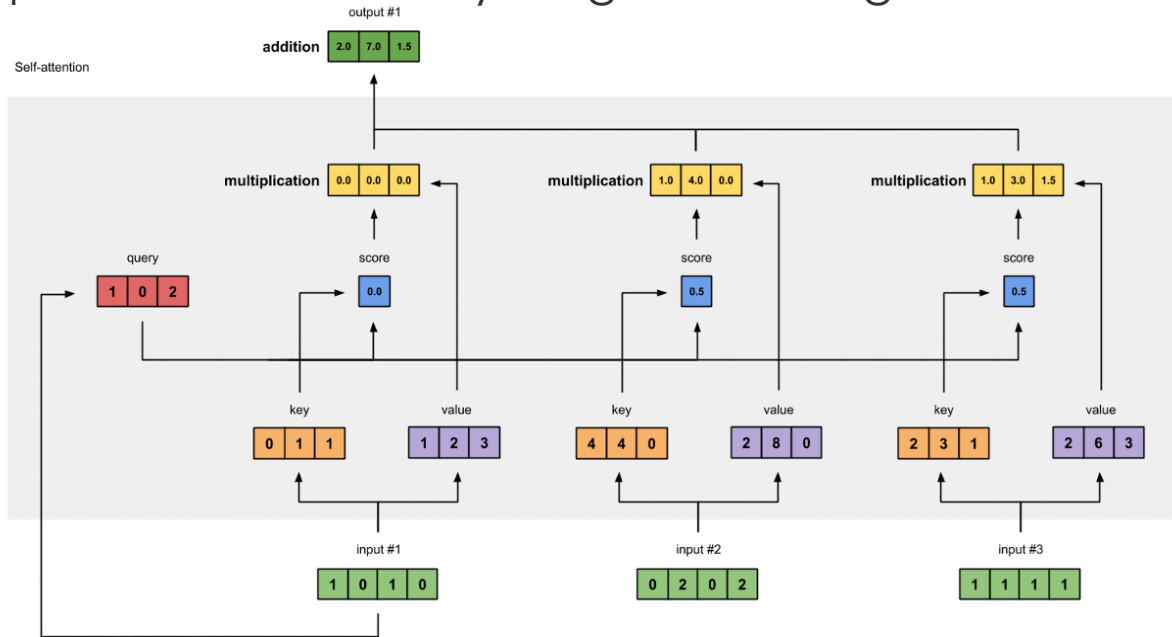 output #1
addition 2.0 7.0 1.5
Self-attention
multiplication 0.0 0.0 0.0 multiplication 1.0 4.0 0.0 multiplication 1.0 3.0 1.5
query score score score
1 0 2 0.0 0.5 0.5
key value key value key value
0 1 1 1 2 3 4 4 0 2 8 0 2 3 1 2 6 3
input #1 input #2 input #3
1 0 1 0 0 2 0 2 1 1 1 1